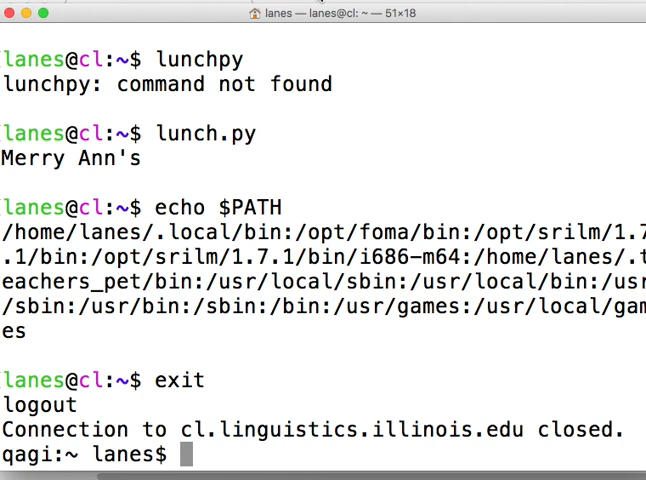 lanes — lanes@cl: ~ — 51×18
lanes@cl:~$ lunchpy
lunchpy: command not found
lanes@cl:~$ lunch.py
Merry Ann's
lanes@cl:~$ echo $PATH
/home/lanes/.local/bin:/opt/foma/bin:/opt/srilm/1.7
.1/bin:/opt/srilm/1.7.1/bin/i686-m64:/home/lanes/.t
eachers_pet/bin:/usr/local/sbin:/usr/local/bin:/usr
/sbin:/usr/bin:/sbin:/bin:/usr/games:/usr/local/gam
es
lanes@cl:~$ exit
logout
Connection to cl.linguistics.illinois.edu closed.
qagi:~ lanes$